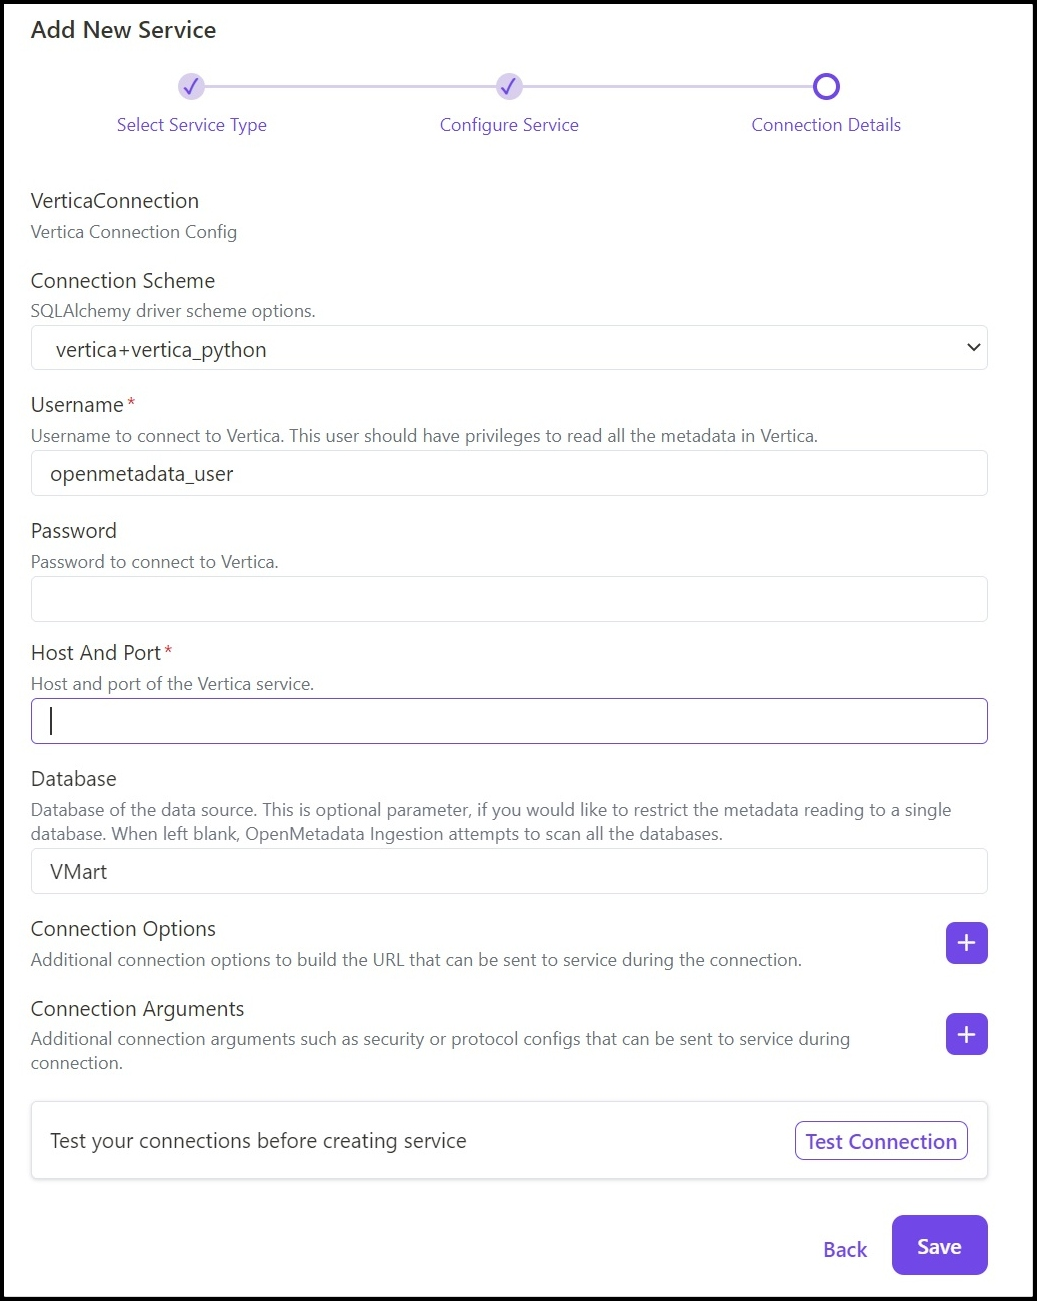 Add New Service
Select Service Type
Configure Service
Connection Details
VerticaConnection
Vertica Connection Config
Connection Scheme
SQLAlchemy driver scheme options.
vertica+vertica_python
Username*
Username to connect to Vertica. This user should have privileges to read all the metadata in Vertica.
openmetadata_user
Password
Password to connect to Vertica.
Host And Port*
Host and port of the Vertica service.
Database
Database of the data source. This is optional parameter, if you would like to restrict the metadata reading to a single
database. When left blank, OpenMetadata Ingestion attempts to scan all the databases.
VMart
Connection Options
Additional connection options to build the URL that can be sent to service during the connection.
Connection Arguments
Additional connection arguments such as security or protocol configs that can be sent to service during
connection.
Test your connections before creating service
Test Connection
Back
Save